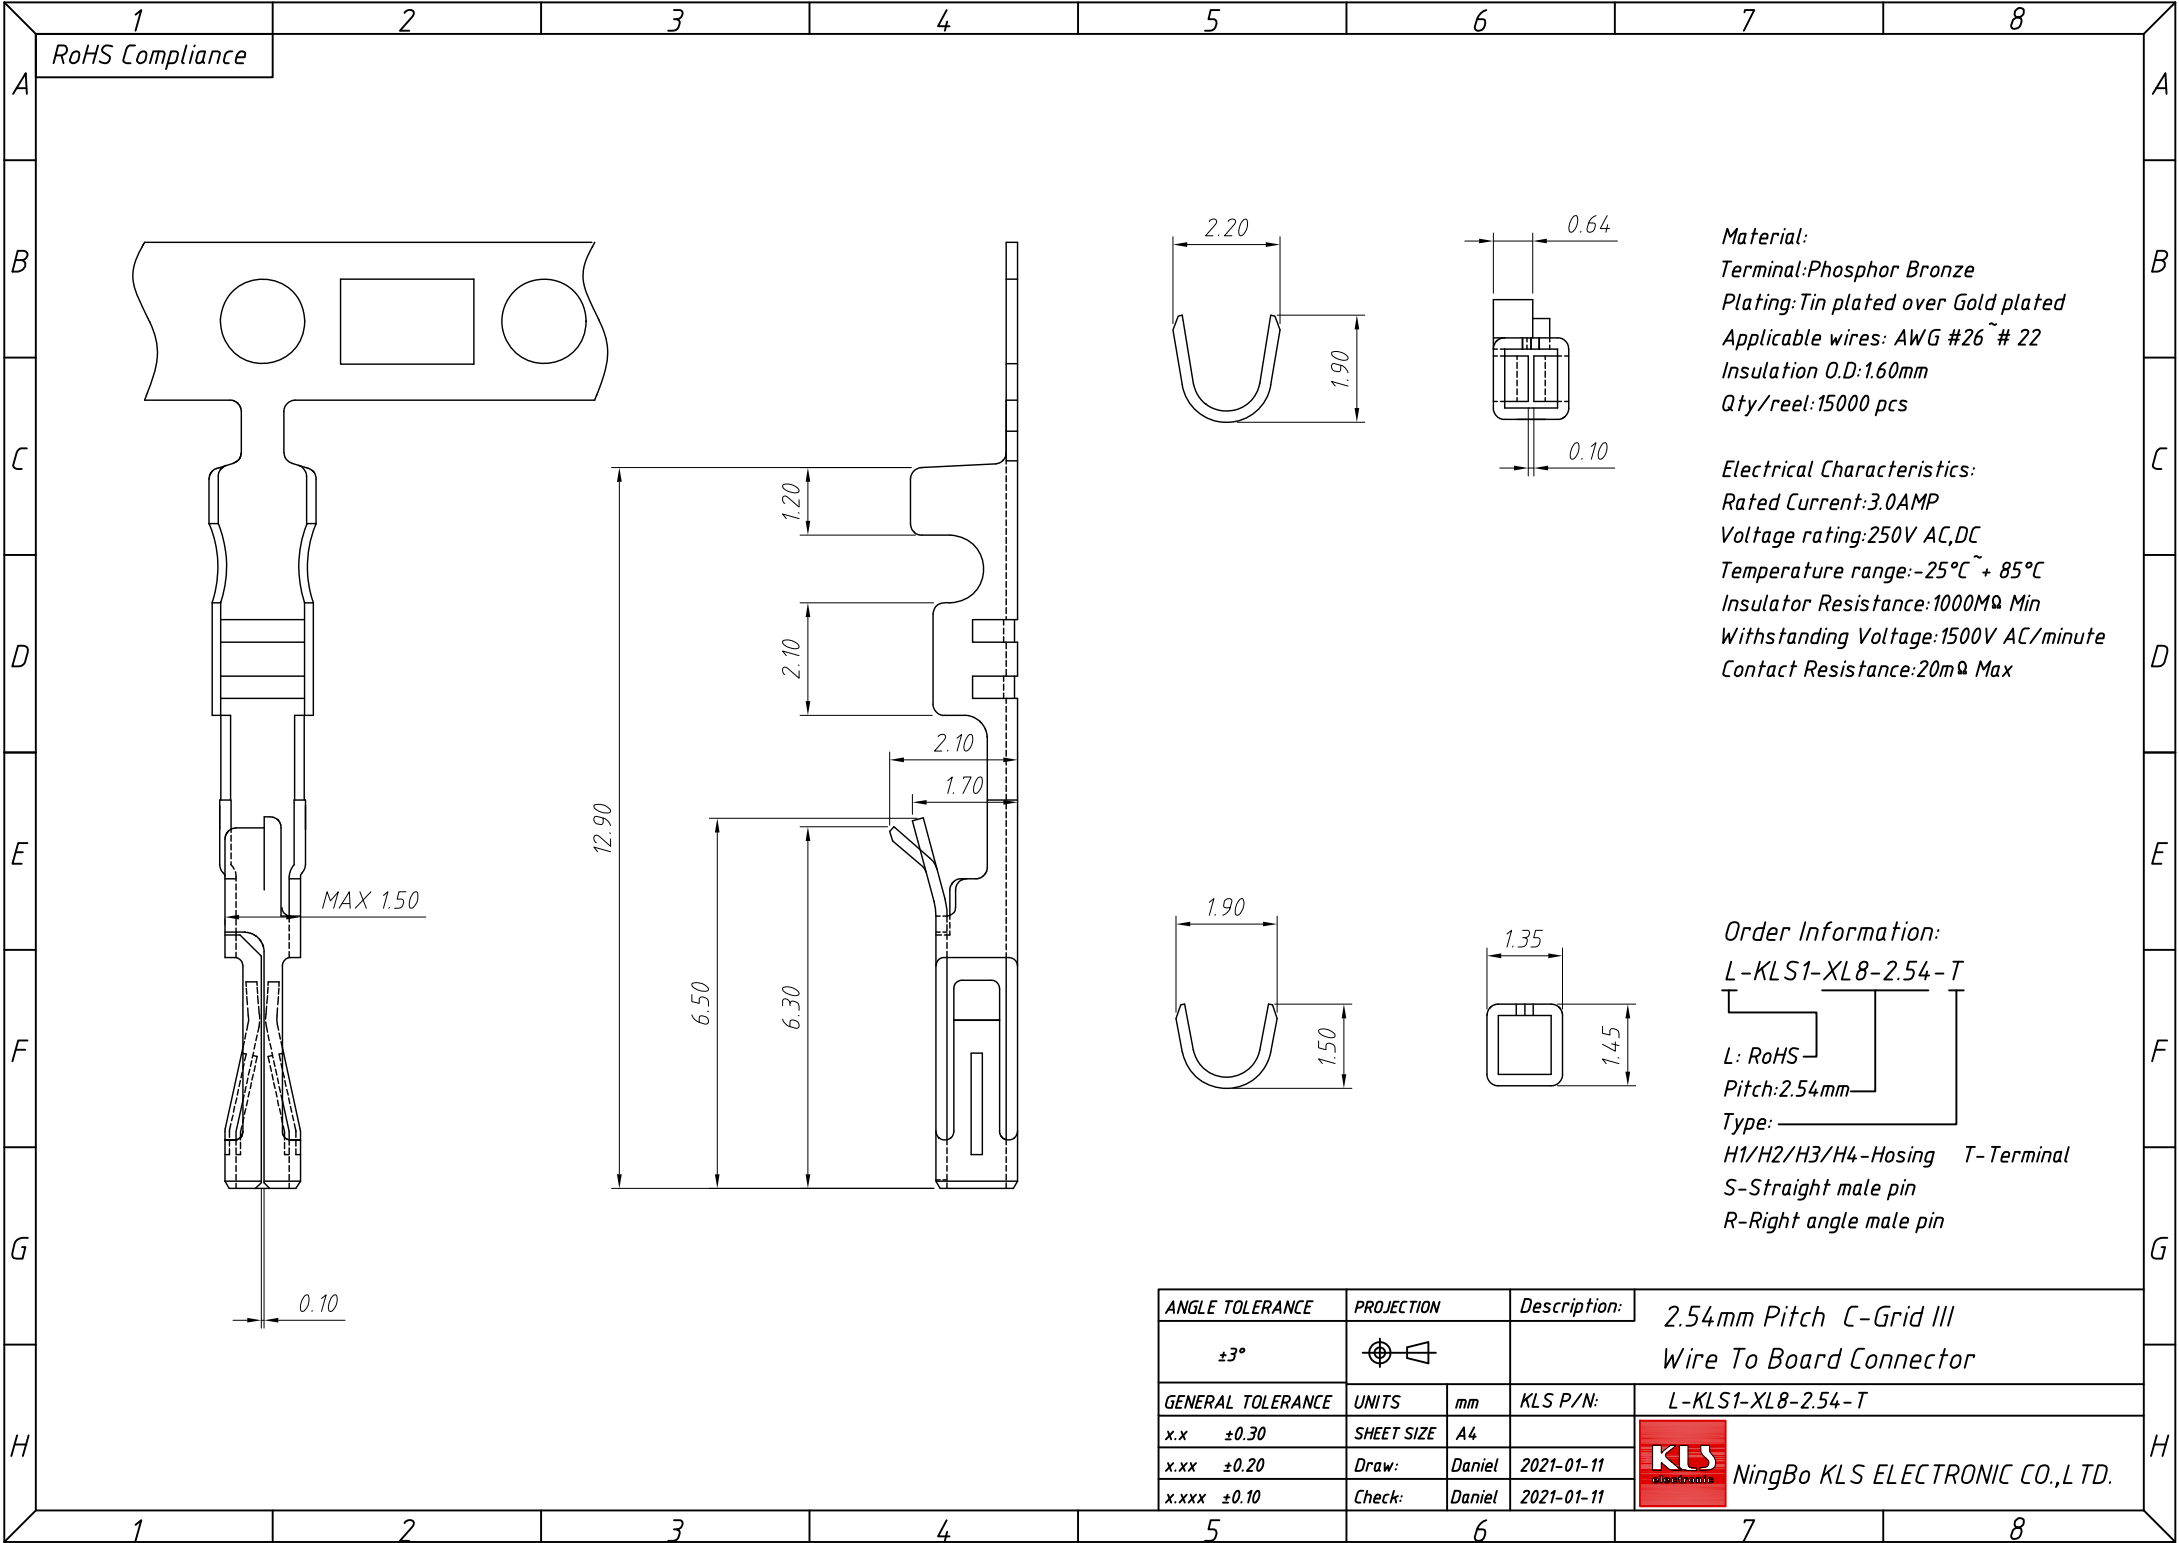 1 2 3 4 5 6 7 8
RoHS Compliance
A A
B B
C C
D D
E E
F F
G G
H H
2.20
1.90
0.64
0.10
1.20
2.10
12.90
2.10
1.70
6.50
6.30
MAX 1.50
0.10
1.90
1.50
1.35
1.45
Material:
Terminal:Phosphor Bronze
Plating:Tin plated over Gold plated
Applicable wires: AWG #26~# 22
Insulation O.D:1.60mm
Qty/reel:15000 pcs
Electrical Characteristics:
Rated Current:3.0AMP
Voltage rating:250V AC,DC
Temperature range:-25°C~+ 85°C
Insulator Resistance:1000MΩ Min
Withstanding Voltage:1500V AC/minute
Contact Resistance:20mΩ Max
Order Information:
L-KLS1-XL8-2.54-T
L: RoHS
Pitch:2.54mm
Type:
H1/H2/H3/H4-Hosing T-Terminal
S-Straight male pin
R-Right angle male pin
ANGLE TOLERANCE PROJECTION Description: 2.54mm Pitch C-Grid III
±3° Wire To Board Connector
GENERAL TOLERANCE UNITS mm KLS P/N: L-KLS1-XL8-2.54-T
x.x ±0.30 SHEET SIZE A4
x.xx ±0.20 Draw: Daniel 2021-01-11
x.xxx ±0.10 Check: Daniel 2021-01-11
KLS
electronic
NingBo KLS ELECTRONIC CO.,LTD.
1 2 3 4 5 6 7 8